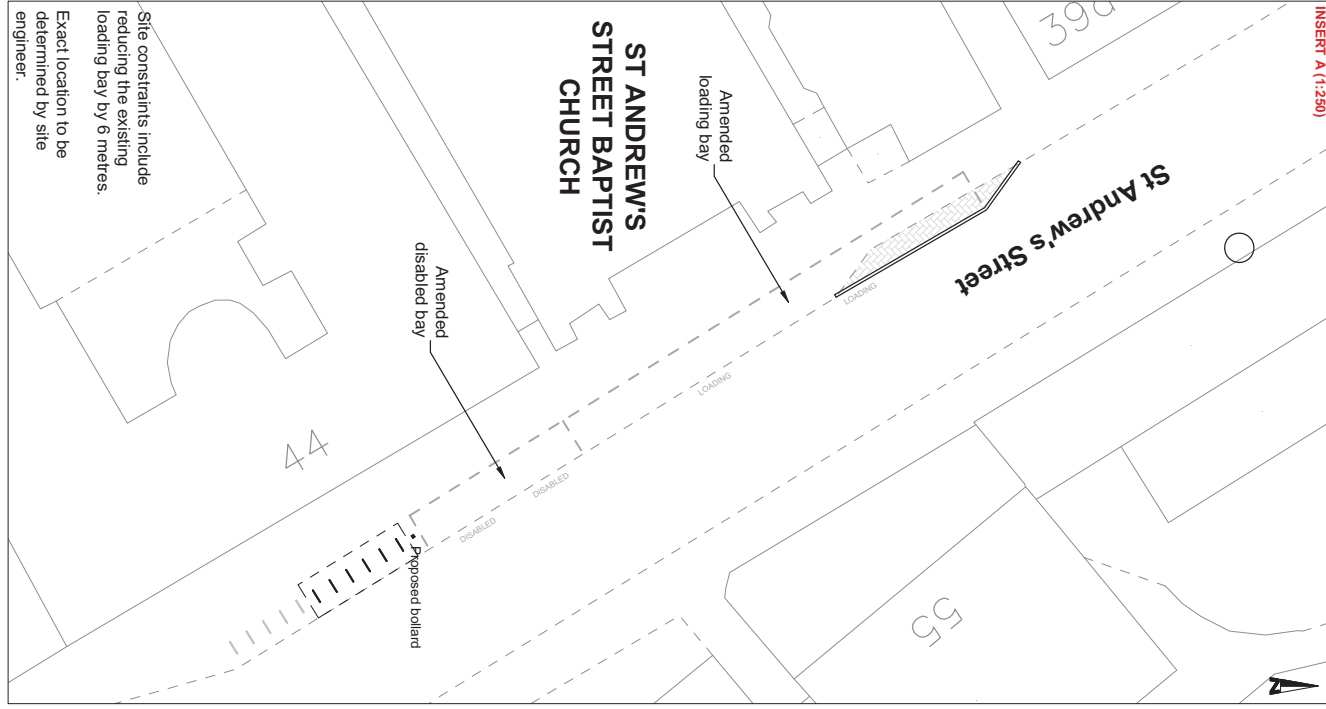 INSERT A (1:250)
39a
St Andrew's Street
ST ANDREW'S
STREET BAPTIST
CHURCH
Amended
loading bay
LOADING
LOADING
Amended
disabled bay
DISABLED
DISABLED
Proposed bollard
44
55
Site constraints include
reducing the existing
loading bay by 6 metres.
Exact location to be
determined by site
engineer.
N